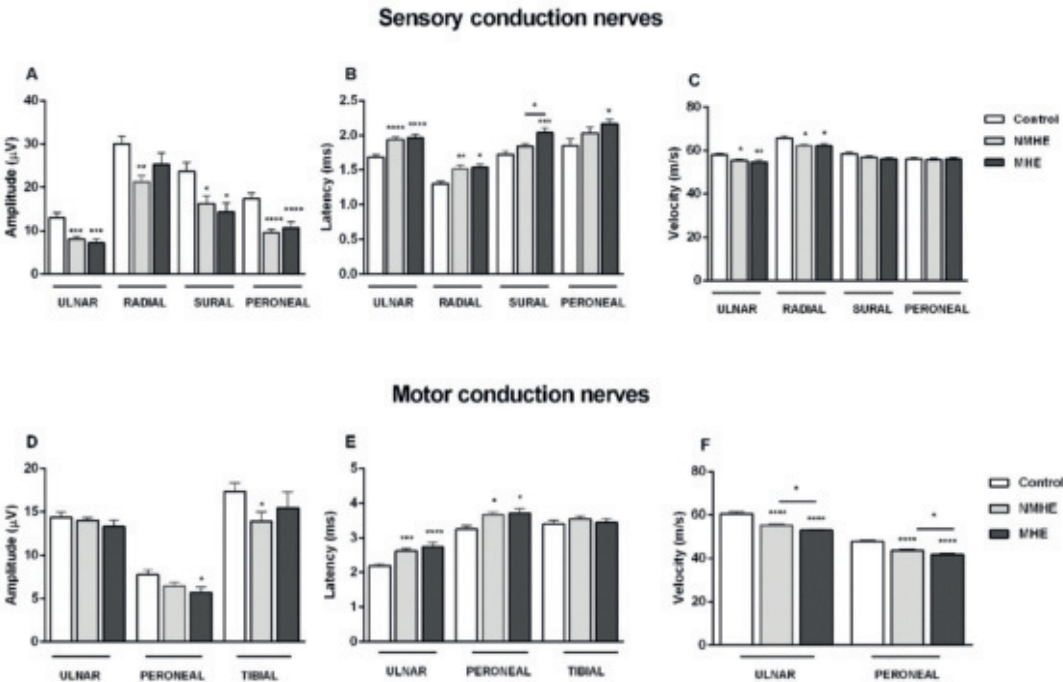 Sensory conduction nerves
A
Amplitude (µV)
40
30
20
10
0
** *
*** *** * * **** ****
ULNAR RADIAL SURAL PERONEAL
B
Latency (ms)
2.5
2.0
1.5
1.0
0.5
0.0
*
**** **** *** *
** *
ULNAR RADIAL SURAL PERONEAL
C
Velocity (m/s)
80
60
40
20
0
* ** * *
ULNAR RADIAL SURAL PERONEAL
Control
NMHE
MHE
Motor conduction nerves
D
Amplitude (µV)
20
15
10
5
0
*
*
ULNAR PERONEAL TIBIAL
E
Latency (ms)
5
4
3
2
1
0
*** **** * *
ULNAR PERONEAL TIBIAL
F
Velocity (m/s)
80
60
40
20
0
*
**** ****
*
**** ****
ULNAR PERONEAL
Control
NMHE
MHE